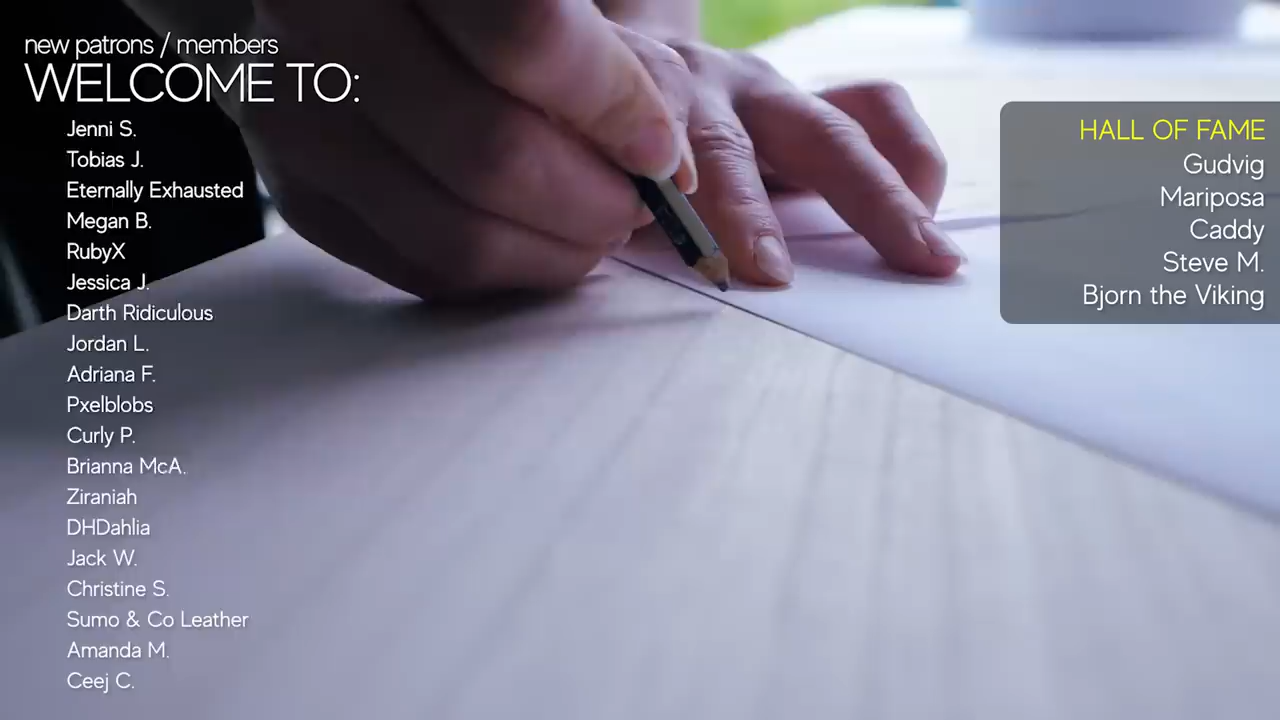 new patrons / members
WELCOME TO:
Jenni S.
Tobias J.
Eternally Exhausted
Megan B.
RubyX
Jessica J.
Darth Ridiculous
Jordan L.
Adriana F.
Pxelblobs
Curly P.
Brianna McA.
Ziraniah
DHDahlia
Jack W.
Christine S.
Sumo & Co Leather
Amanda M.
Ceej C.
HALL OF FAME
Gudvig
Mariposa
Caddy
Steve M.
Bjorn the Viking